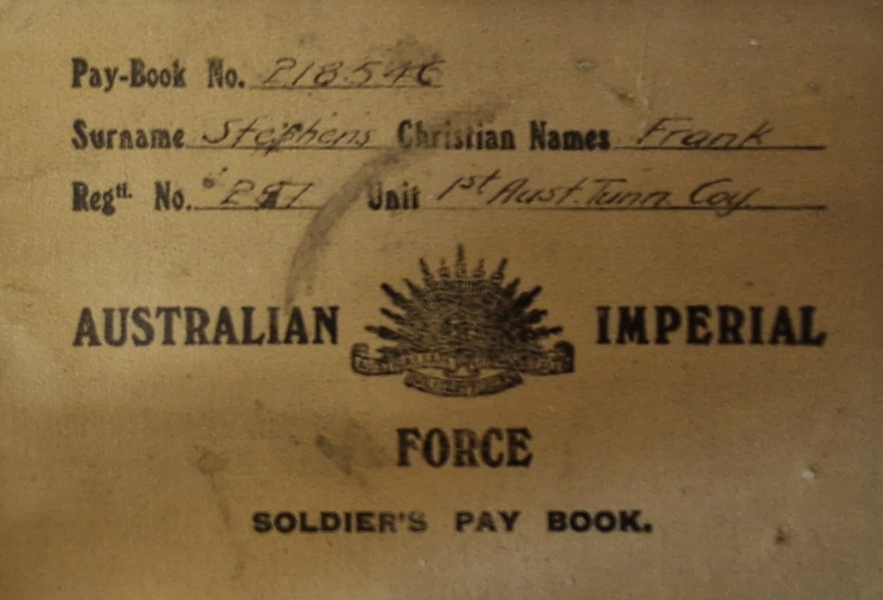 Pay-Book No. 218546
Surname Stephens Christian Names Frank
Regtl. No. Unit 1st Aust. Tunn. Coy.
AUSTRALIAN IMPERIAL
FORCE
SOLDIER'S PAY BOOK.